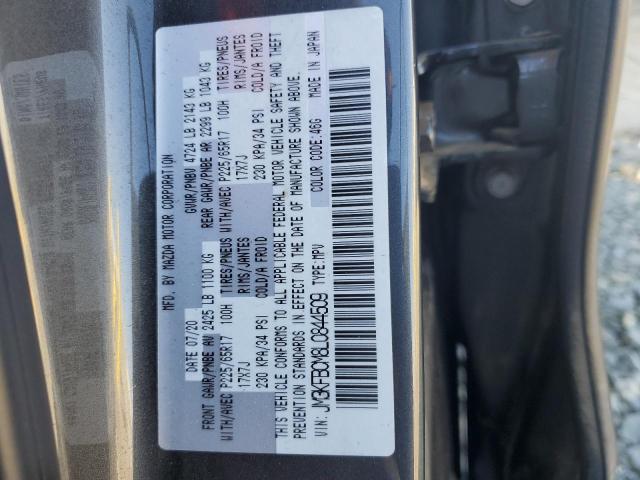 MFD. BY MAZDA MOTOR CORPORATION
DATE 07/20 GVWR/PNBV 4724 LB 2143 KG
FRONT GAWR/PNBE AV 2425 LB 1100 KG REAR GAWR/PNBE AR 2299 LB 1043 KG
WITH/AVEC P225/65R17 100H TIRES/PNEUS WITH/AVEC P225/65R17 100H TIRES/PNEUS
17X7J RIMS/JANTES 17X7J RIMS/JANTES
230 KPA/34 PSI COLD/A FROID 230 KPA/34 PSI COLD/A FROID
THIS VEHICLE CONFORMS TO ALL APPLICABLE FEDERAL MOTOR VEHICLE SAFETY AND THEFT
PREVENTION STANDARDS IN EFFECT ON THE DATE OF MANUFACTURE SHOWN ABOVE.
VIN: JM3KFBCM8L0844509 TYPE: MPV COLOR CODE: 46G MADE IN JAPAN